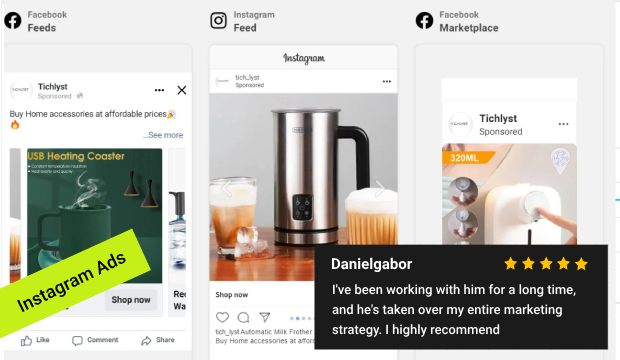 Facebook
Feeds
Instagram
Feed
Facebook
Marketplace
Tichlyst
Sponsored ·
Buy Home accessories at affordable prices🎉
🔥
...See more
USB Heating Coaster
Shop now
Like
Comment
Share
Instagram Ads
Instagram
tich_lyst
Sponsored
Shop now
tich_lyst Automatic Milk Frother
Buy Home accessories at
Tichlyst
Sponsored
320ML
Danielgabor
I've been working with him for a long time,
and he's taken over my entire marketing
strategy. I highly recommend